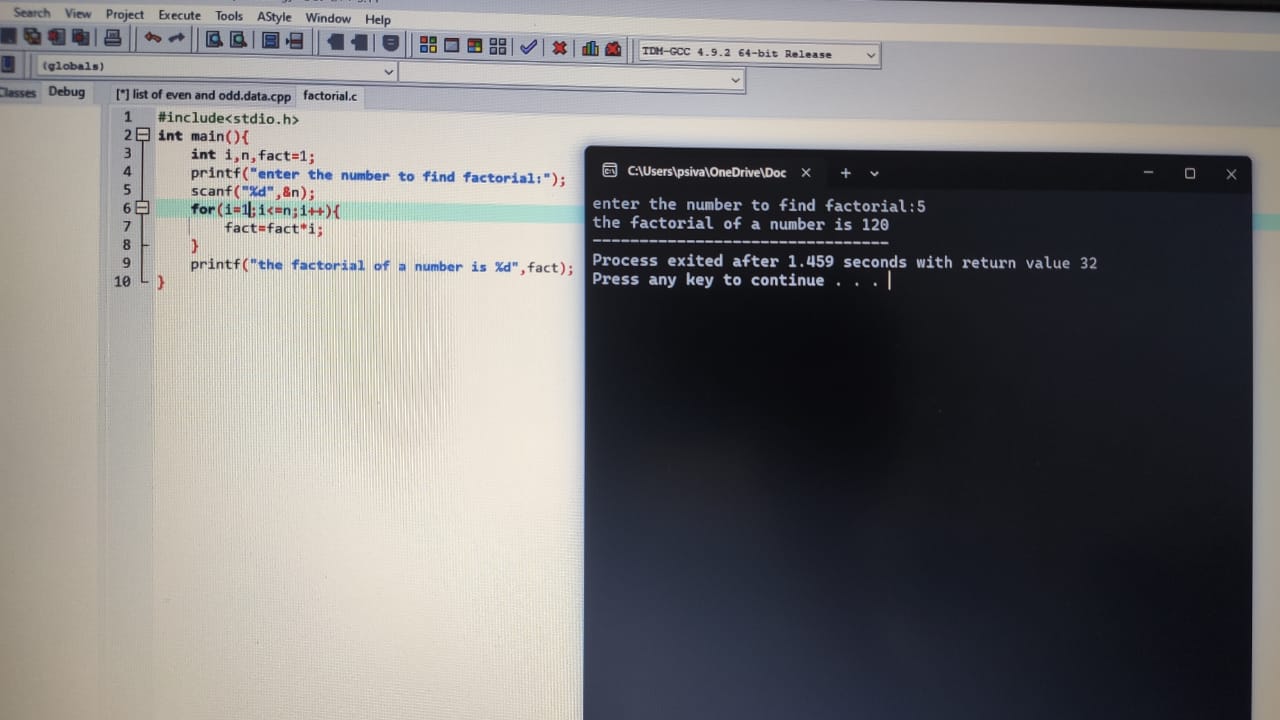 Search View Project Execute Tools AStyle Window Help
TDM-GCC 4.9.2 64-bit Release
(globals)
Classes Debug [*] list of even and odd.data.cpp factorial.c
1 #include<stdio.h>
2 int main(){
3 int i,n,fact=1;
4 printf("enter the number to find factorial:");
5 scanf("%d",&n);
6 for(i=1;i<=n;i++){
7 fact=fact*i;
8 }
9 printf("the factorial of a number is %d",fact);
10 }
C:\Users\psiva\OneDrive\Doc
enter the number to find factorial:5
the factorial of a number is 120
--------------------------------
Process exited after 1.459 seconds with return value 32
Press any key to continue . . .